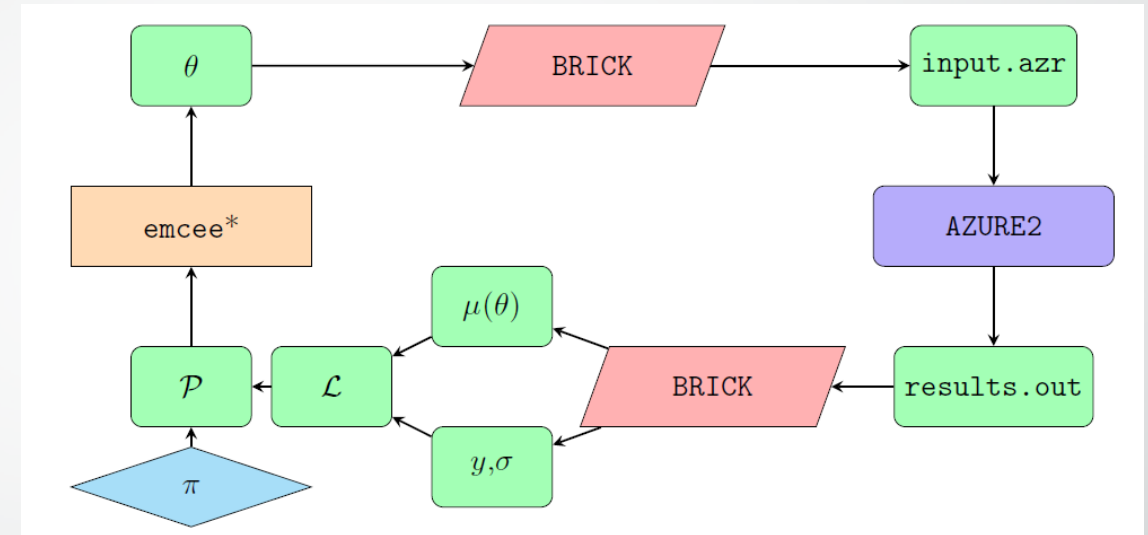 θ
BRICK
input.azr
emcee*
AZURE2
μ(θ)
𝒫
ℒ
BRICK
results.out
y,σ
π